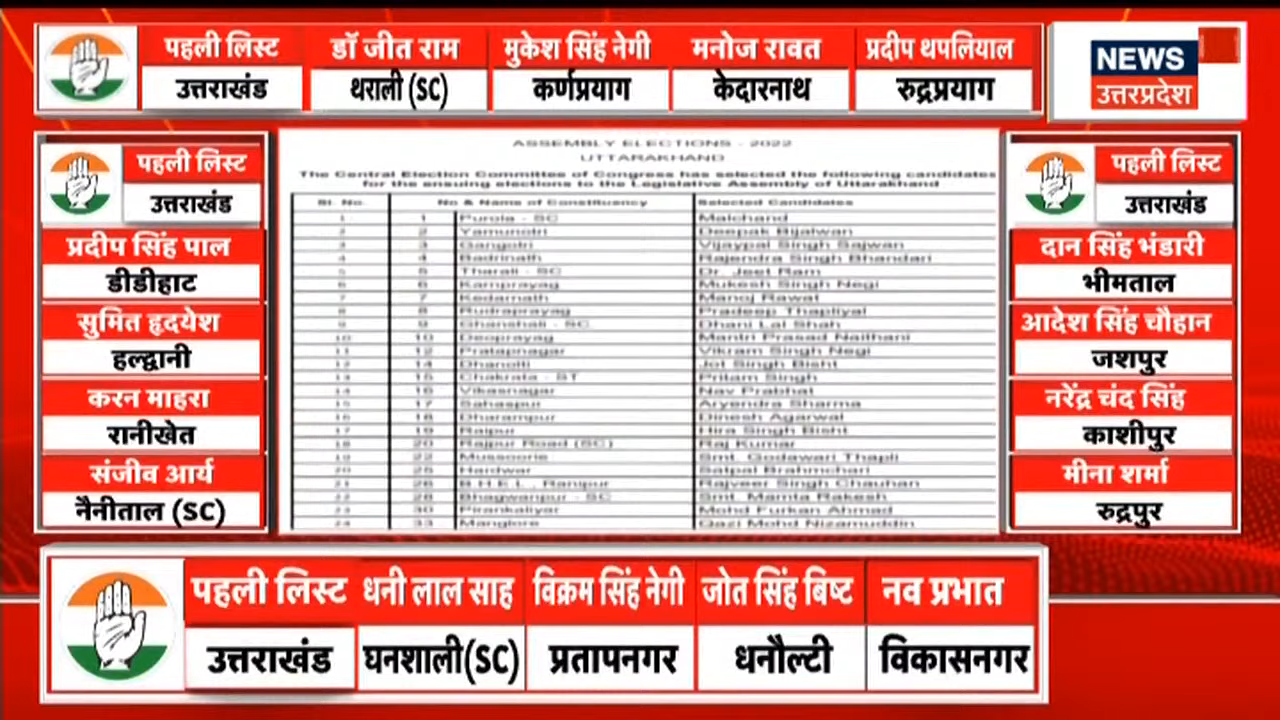 पहली लिस्ट डॉ जीत राम मुकेश सिंह नेगी मनोज रावत प्रदीप थपलियाल
उत्तराखंड थराली (SC) कर्णप्रयाग केदारनाथ रुद्रप्रयाग
NEWS
उत्तरप्रदेश
पहली लिस्ट
उत्तराखंड
प्रदीप सिंह पाल
डीडीहाट
सुमित हृदयेश
हल्द्वानी
करन माहरा
रानीखेत
संजीव आर्य
नैनीताल (SC)
ASSEMBLY ELECTIONS - 2022
UTTARAKHAND
The Central Election Committee of Congress has selected the following candidates
for the ensuing elections to the Legislative Assembly of Uttarakhand
Sl. No. No & Name of Constituency Selected Candidates
1 1 Purola - SC Malchand
2 2 Yamunotri Deepak Bijalwan
3 3 Gangotri Vijaypal Singh Sajwan
4 4 Badrinath Rajendra Singh Bhandari
5 5 Tharali - SC Dr. Jeet Ram
6 6 Karnprayag Mukesh Singh Negi
7 7 Kedarnath Manoj Rawat
8 8 Rudraprayag Pradeep Thapliyal
9 9 Ghanshali - SC Dhani Lal Shah
10 10 Deoprayag Mantri Prasad Naithani
11 12 Pratapnagar Vikram Singh Negi
12 14 Dhanolti Jot Singh Bisht
13 15 Chakrata - ST Pritam Singh
14 16 Vikasnagar Nav Prabhat
15 17 Sahaspur Aryendra Sharma
16 18 Dharampur Dinesh Agarwal
17 19 Raipur Hira Singh Bisht
18 20 Rajpur Road (SC) Raj Kumar
19 22 Mussoorie Smt. Godawari Thapli
20 25 Hardwar Satpal Brahmchari
21 26 B.H.E.L., Ranipur Rajveer Singh Chauhan
22 28 Bhagwanpur - SC Smt. Mamta Rakesh
23 30 Pirankaliyar Mohd Furkan Ahmad
24 33 Manglore Qazi Mohd Nizamuddin
पहली लिस्ट
उत्तराखंड
दान सिंह भंडारी
भीमताल
आदेश सिंह चौहान
जशपुर
नरेंद्र चंद सिंह
काशीपुर
मीना शर्मा
रुद्रपुर
पहली लिस्ट धनी लाल साह विक्रम सिंह नेगी जोत सिंह बिष्ट नव प्रभात
उत्तराखंड घनशाली(SC) प्रतापनगर धनौल्टी विकासनगर